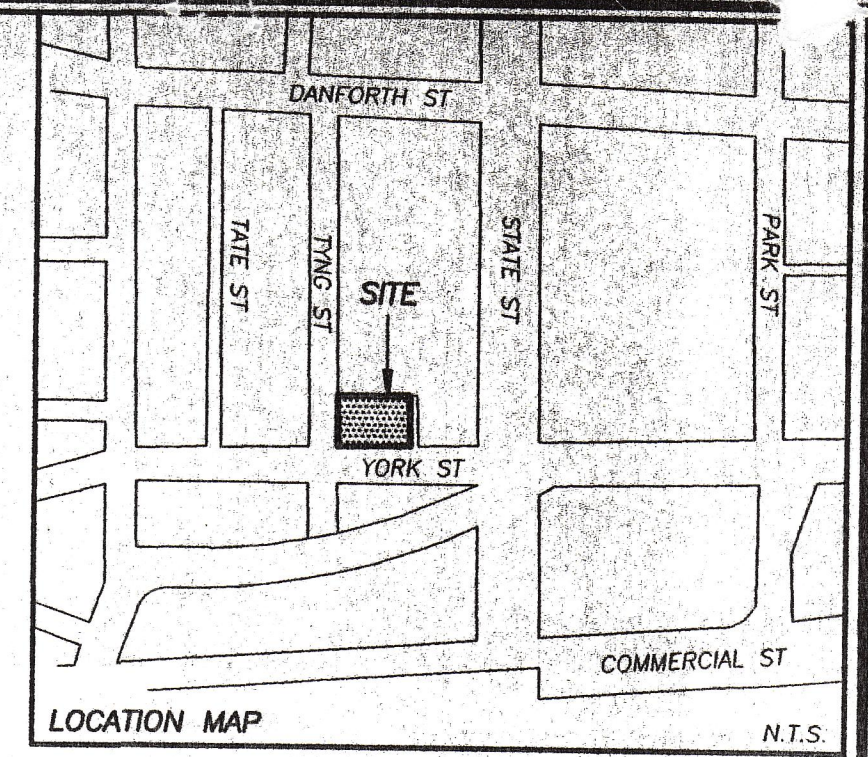 DANFORTH ST
TATE ST
TYNG ST
STATE ST
PARK ST
SITE
YORK ST
COMMERCIAL ST
LOCATION MAP
N.T.S.